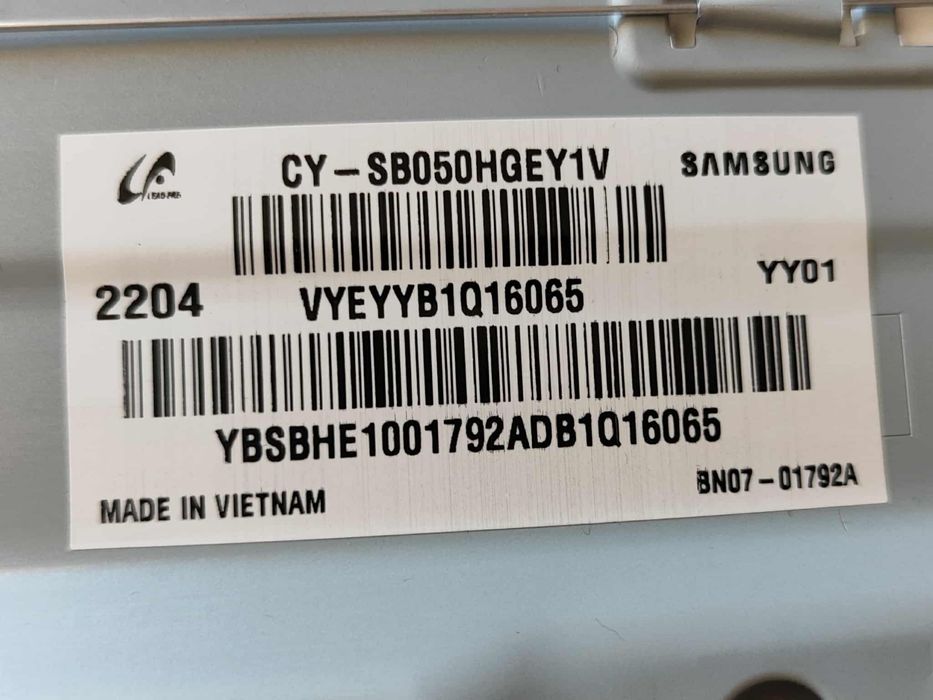 CY-SB050HGEY1V SAMSUNG
2204 VYEYYB1Q16065 YY01
YBSBHE1001792ADB1Q16065
MADE IN VIETNAM BN07-01792A